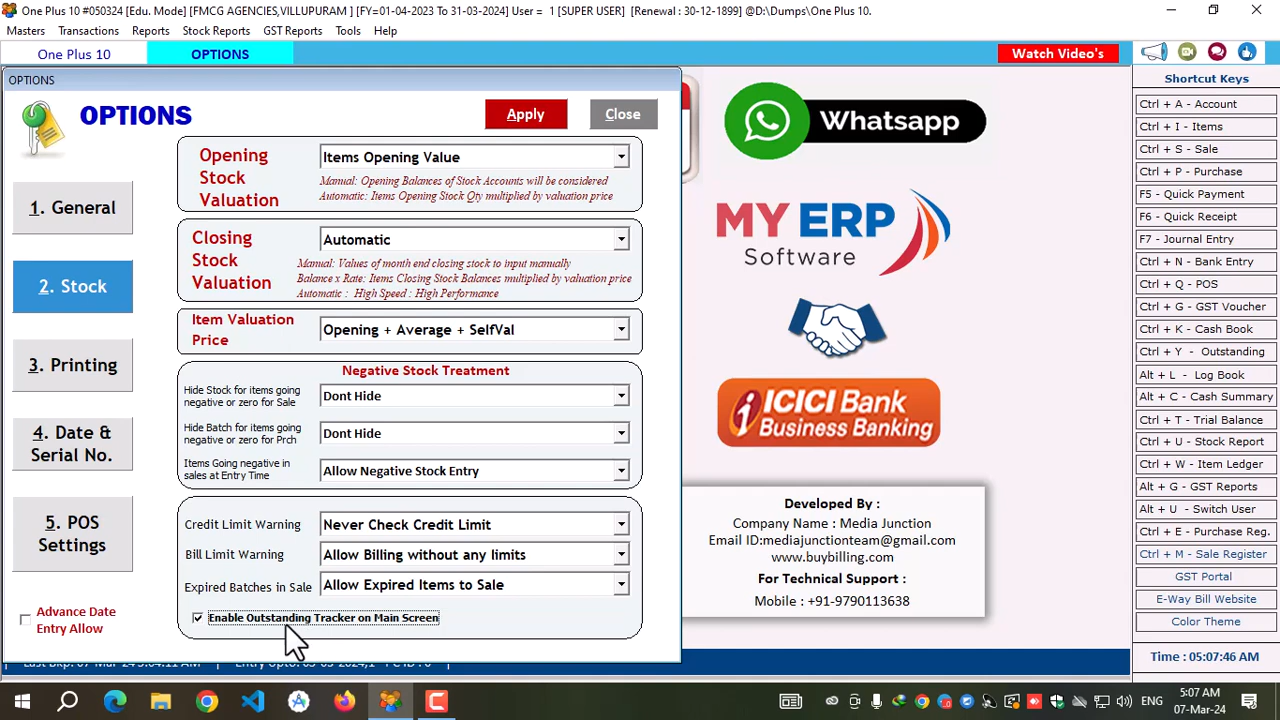 One Plus 10 #050324 [Edu. Mode] [FMCG AGENCIES,VILLUPURAM ] [FY=01-04-2023 To 31-03-2024] User = 1 [SUPER USER] [Renewal : 30-12-1899] @D:\Dumps\One Plus 10.
Masters Transactions Reports Stock Reports GST Reports Tools Help
One Plus 10 OPTIONS Watch Video's
OPTIONS
OPTIONS Apply Close
1. General
2. Stock
3. Printing
4. Date &
Serial No.
5. POS
Settings
Advance Date
Entry Allow
Opening
Stock
Valuation
Items Opening Value
Manual: Opening Balances of Stock Accounts will be considered
Automatic: Items Opening Stock Qty multiplied by valuation price
Closing
Stock
Valuation
Automatic
Manual: Values of month end closing stock to input manually
Balance x Rate: Items Closing Stock Balances multiplied by valuation price
Automatic : High Speed : High Performance
Item Valuation
Price
Opening + Average + SelfVal
Negative Stock Treatment
Hide Stock for items going
negative or zero for Sale
Dont Hide
Hide Batch for items going
negative or zero for Prch
Dont Hide
Items Going negative in
sales at Entry Time
Allow Negative Stock Entry
Credit Limit Warning Never Check Credit Limit
Bill Limit Warning Allow Billing without any limits
Expired Batches in Sale Allow Expired Items to Sale
Enable Outstanding Tracker on Main Screen
Whatsapp
MY ERP
Software
ICICI Bank
Business Banking
Developed By :
Company Name : Media Junction
Email ID:mediajunctionteam@gmail.com
www.buybilling.com
For Technical Support :
Mobile : +91-9790113638
Shortcut Keys
Ctrl + A - Account
Ctrl + I - Items
Ctrl + S - Sale
Ctrl + P - Purchase
F5 - Quick Payment
F6 - Quick Receipt
F7 - Journal Entry
Ctrl + N - Bank Entry
Ctrl + Q - POS
Ctrl + G - GST Voucher
Ctrl + K - Cash Book
Ctrl + Y - Outstanding
Alt + L - Log Book
Alt + C - Cash Summary
Ctrl + T - Trial Balance
Ctrl + U - Stock Report
Ctrl + W - Item Ledger
Alt + G - GST Reports
Alt + U - Switch User
Ctrl + E - Purchase Reg.
Ctrl + M - Sale Register
GST Portal
E-Way Bill Website
Color Theme
Time : 05:07:46 AM
ENG
5:07 AM
07-Mar-24